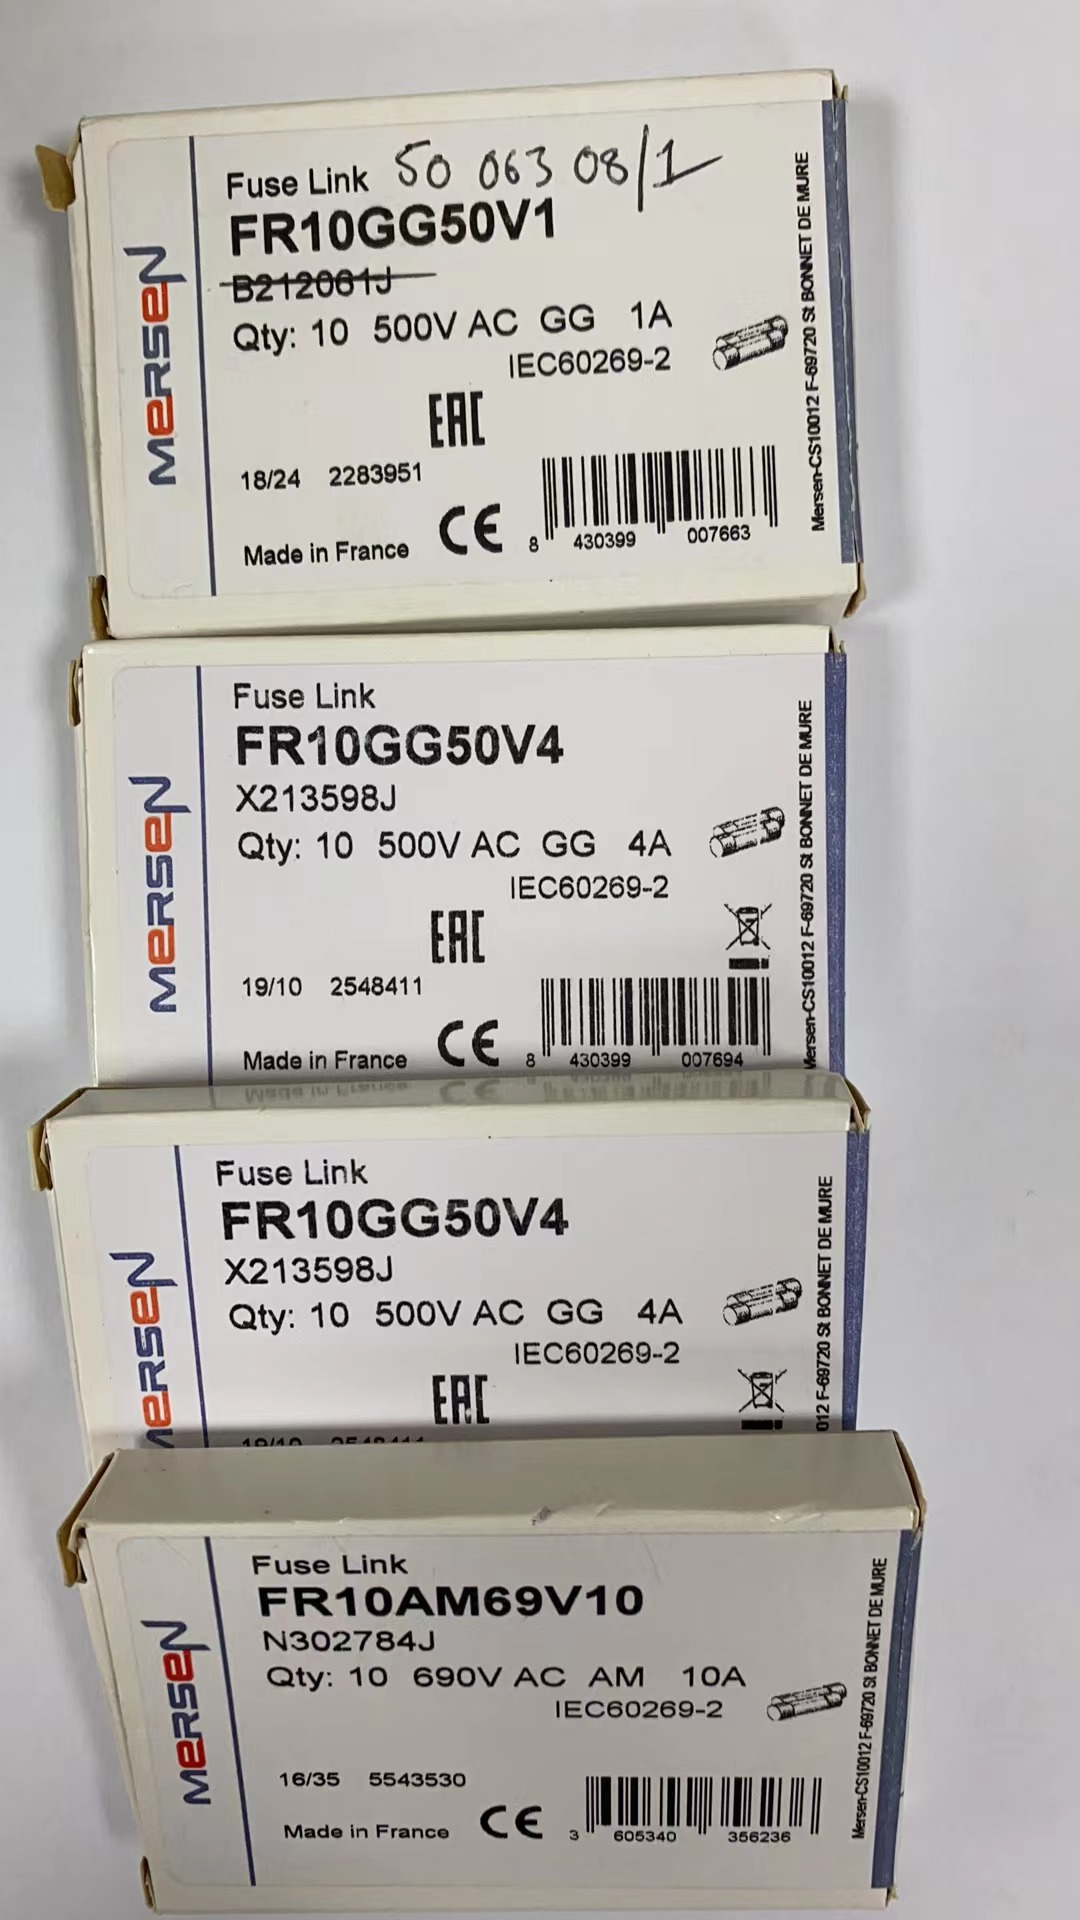 Fuse Link 50 063 08/1
FR10GG50V1
B212061J
Qty: 10 500V AC GG 1A
IEC60269-2
EAC
18/24 2283951
Made in France CE
8 430399 007663
MERSEN
Mersen-CS10012 F-69720 St BONNET DE MURE
Fuse Link
FR10GG50V4
X213598J
Qty: 10 500V AC GG 4A
IEC60269-2
EAC
19/10 2548411
Made in France CE
8 430399 007694
MERSEN
Mersen-CS10012 F-69720 St BONNET DE MURE
Fuse Link
FR10GG50V4
X213598J
Qty: 10 500V AC GG 4A
IEC60269-2
EAC
19/10 2548411
MERSEN
012 F-69720 St BONNET DE MURE
Fuse Link
FR10AM69V10
N302784J
Qty: 10 690V AC AM 10A
IEC60269-2
16/35 5543530
Made in France CE
3 605340 356236
MERSEN
Mersen-CS10012 F-69720 St BONNET DE MURE